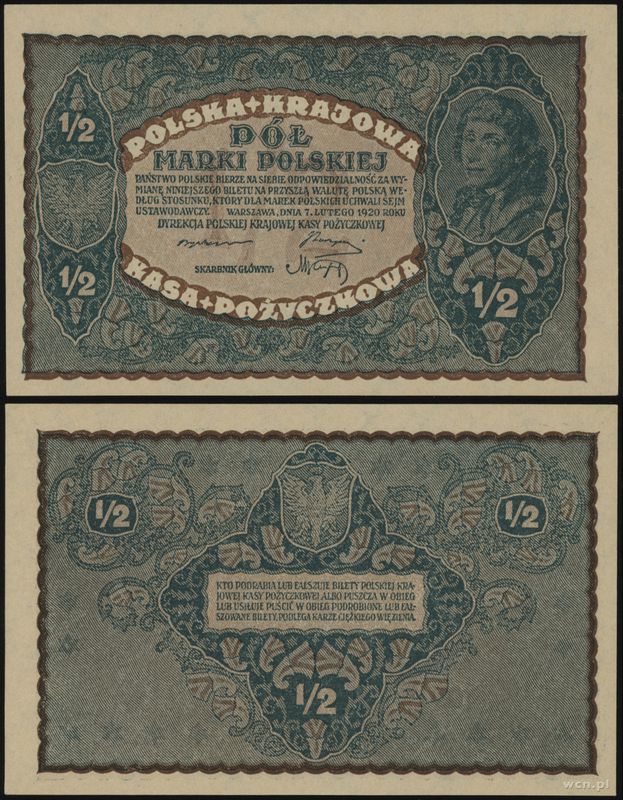 POLSKA+KRAJOWA
1/2
PÓŁ
MARKI POLSKIEJ
PAŃSTWO POLSKIE BIERZE NA SIEBIE ODPOWIEDZIALNOŚĆ ZA WY-
MIANĘ NINIEJSZEGO BILETU NA PRZYSZŁĄ WALUTĘ POLSKĄ WE-
DŁUG STOSUNKU, KTÓRY DLA MAREK POLSKICH UCHWALI SEJM
USTAWODAWCZY. WARSZAWA, DNIA 7. LUTEGO 1920 ROKU
DYREKCJA POLSKIEJ KRAJOWEJ KASY POŻYCZKOWEJ
SKARBNIK GŁÓWNY:
1/2
1/2
KASA+POŻYCZKOWA
1/2
1/2
KTO PODRABIA LUB FAŁSZUJE BILETY POLSKIEJ KRA-
JOWEJ KASY POŻYCZKOWEJ ALBO PUSZCZA W OBIEG
LUB USIŁUJE PUŚCIĆ W OBIEG PODROBIONE LUB FAŁ-
SZOWANE BILETY, PODLEGA KARZE CIĘŻKIEGO WIĘZIENIA.
1/2
wcn.pl